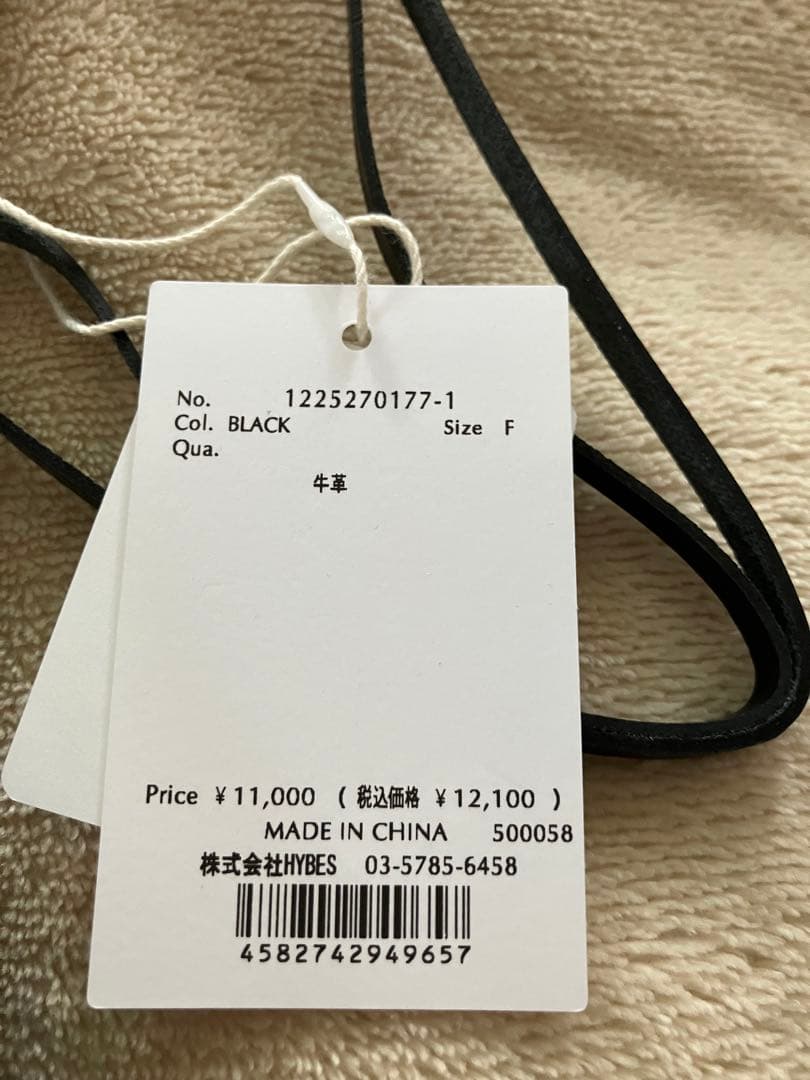 No. 1225270177-1
Col. BLACK Size F
Qua.
牛革
Price ¥11,000 ( 税込価格 ¥12,100 )
MADE IN CHINA 500058
株式会社HYBES 03-5785-6458
4582742949657